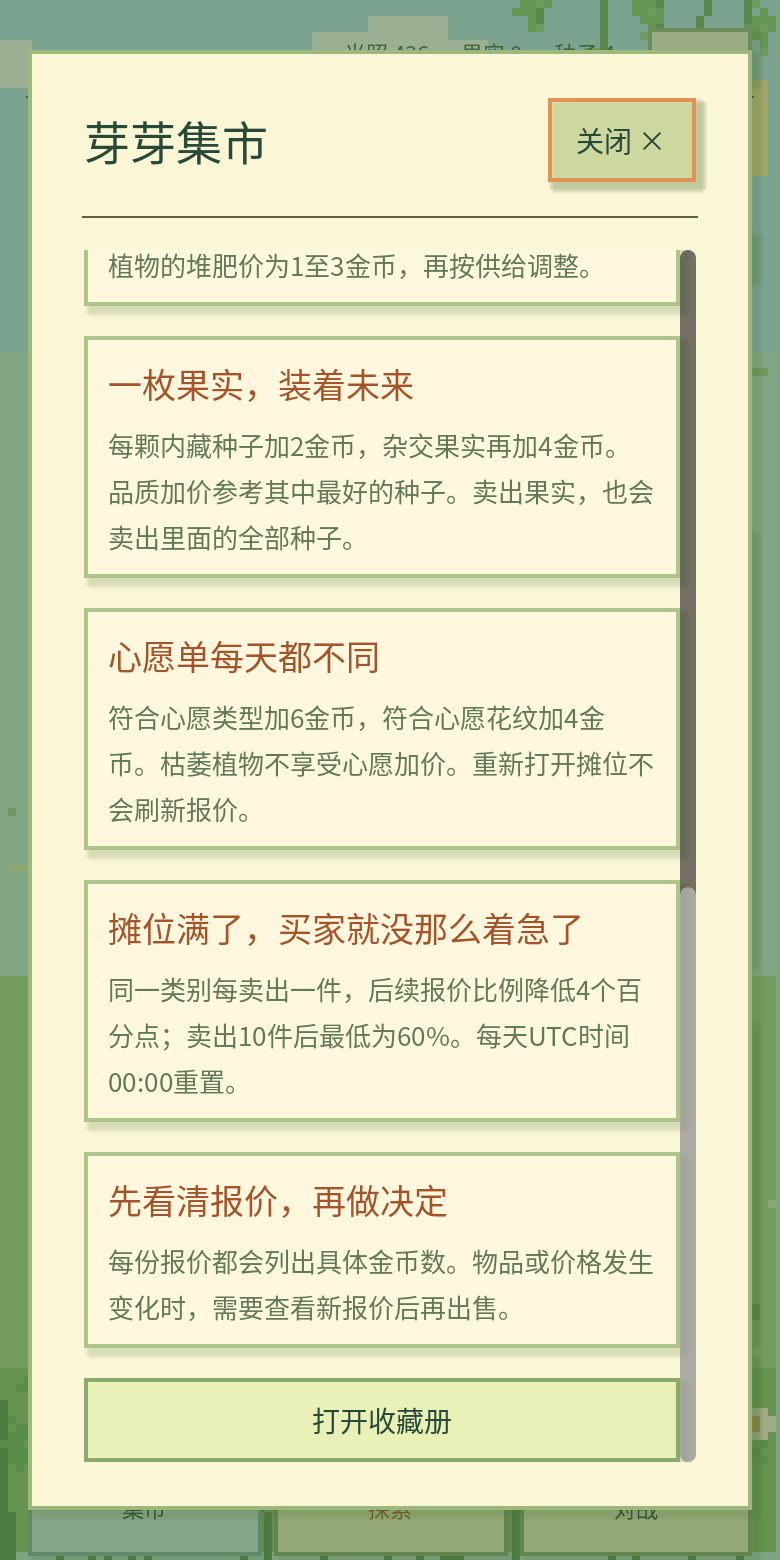 芽芽集市
关闭 ×
植物的堆肥价为1至3金币，再按供给调整。
一枚果实，装着未来
每颗内藏种子加2金币，杂交果实再加4金币。
品质加价参考其中最好的种子。卖出果实，也会
卖出里面的全部种子。
心愿单每天都不同
符合心愿类型加6金币，符合心愿花纹加4金
币。枯萎植物不享受心愿加价。重新打开摊位不
会刷新报价。
摊位满了，买家就没那么着急了
同一类别每卖出一件，后续报价比例降低4个百
分点；卖出10件后最低为60%。每天UTC时间
00:00重置。
先看清报价，再做决定
每份报价都会列出具体金币数。物品或价格发生
变化时，需要查看新报价后再出售。
打开收藏册
集市
探索
对战